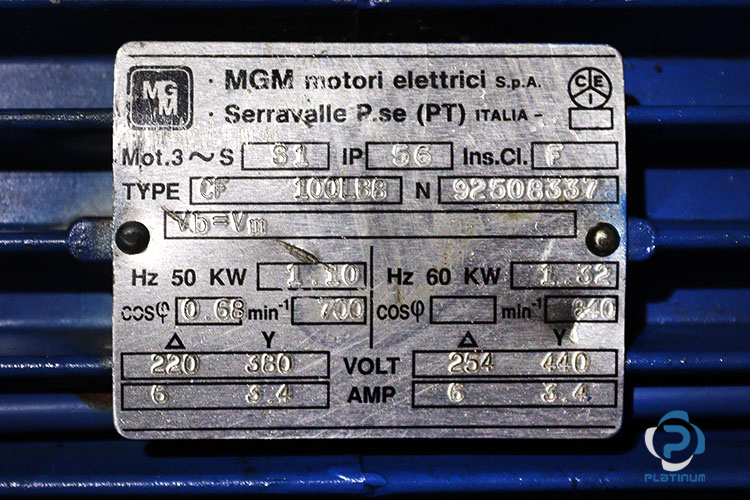 MGM · MGM motori elettrici S.p.A. CEI
· Serravalle P.se (PT) ITALIA -
Mot.3~S S1 IP 56 Ins.Cl. F
TYPE CF 100LB8 N 92508337
Vb=Vm
Hz 50 KW 1.10 Hz 60 KW 1.32
cosφ 0.68 min⁻¹ 700 cosφ min⁻¹ 840
Δ Y Δ Y
220 380 VOLT 254 440
6 3.4 AMP 6 3.4
PLATINUM